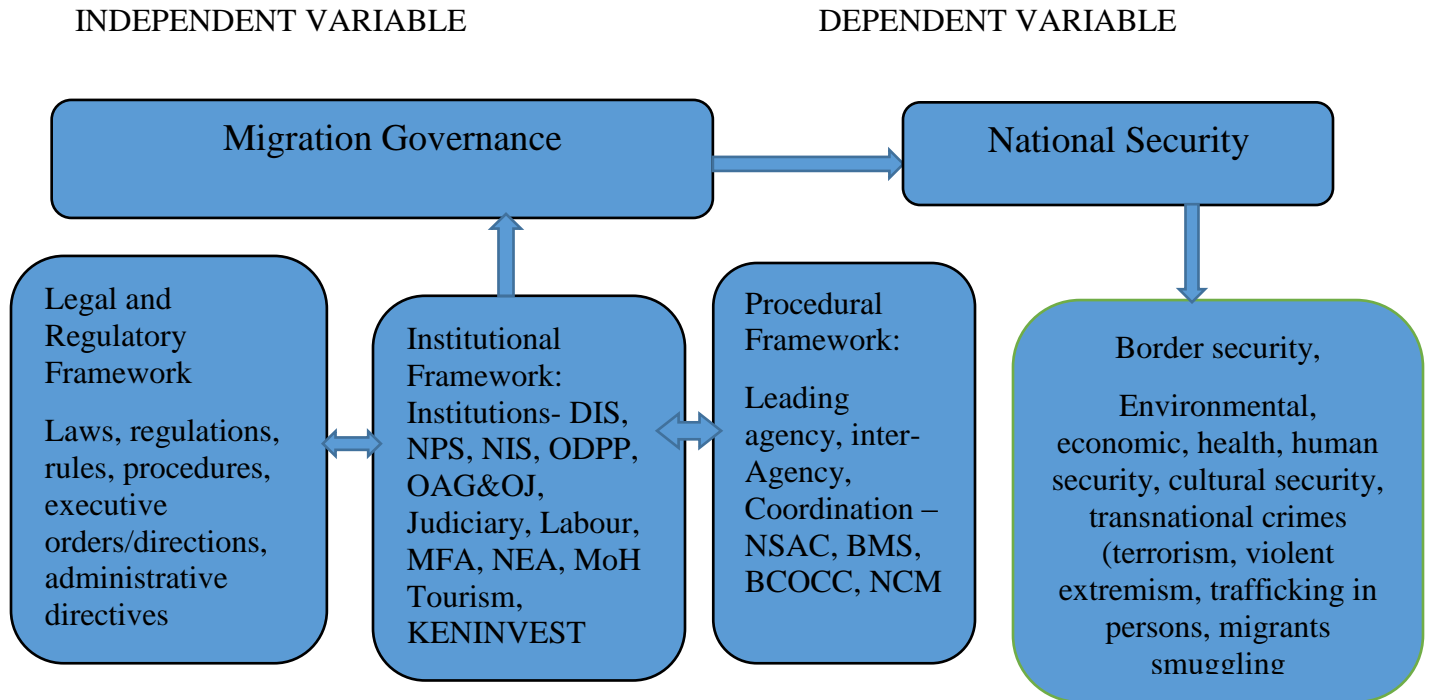 INDEPENDENT VARIABLE
DEPENDENT VARIABLE
Migration Governance
National Security
Legal and
Regulatory
Framework
Laws, regulations,
rules, procedures,
executive
orders/directions,
administrative
directives
Institutional
Framework:
Institutions- DIS,
NPS, NIS, ODPP,
OAG&OJ,
Judiciary, Labour,
MFA, NEA, MoH
Tourism,
KENINVEST
Procedural
Framework:
Leading
agency, inter-
Agency,
Coordination –
NSAC, BMS,
BCOCC, NCM
Border security,
Environmental,
economic, health, human
security, cultural security,
transnational crimes
(terrorism, violent
extremism, trafficking in
persons, migrants
smuggling